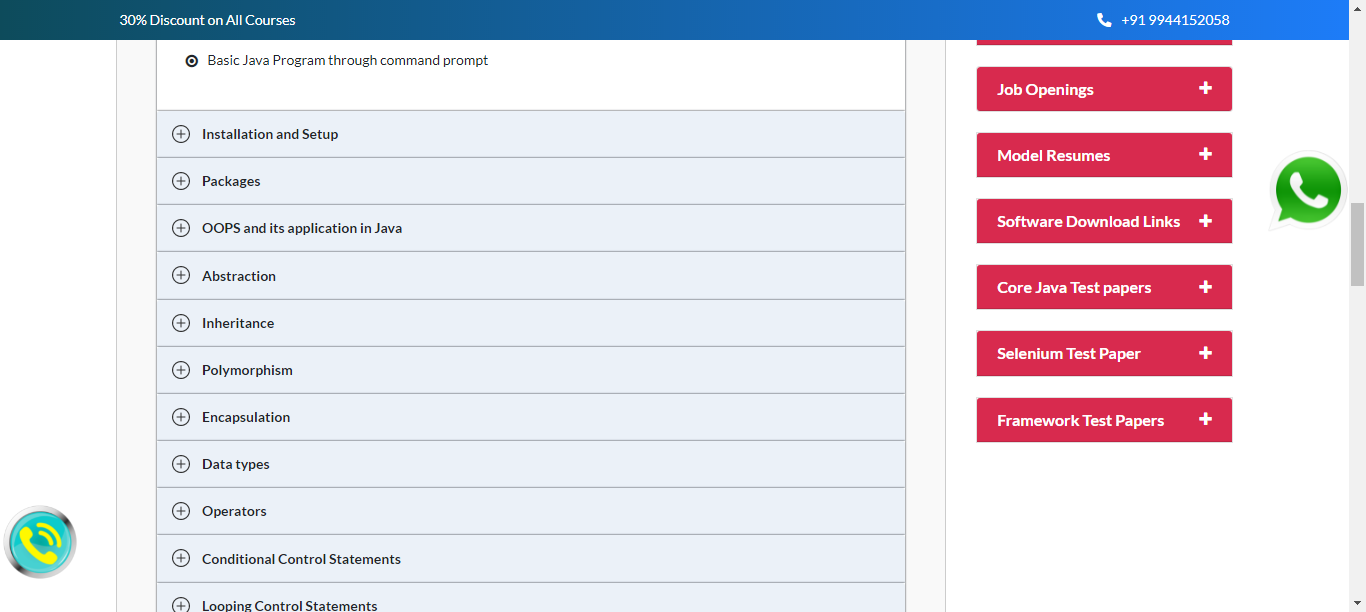 30% Discount on All Courses
+91 9944152058
Basic Java Program through command prompt
Installation and Setup
Packages
OOPS and its application in Java
Abstraction
Inheritance
Polymorphism
Encapsulation
Data types
Operators
Conditional Control Statements
Looping Control Statements
Job Openings
Model Resumes
Software Download Links
Core Java Test papers
Selenium Test Paper
Framework Test Papers